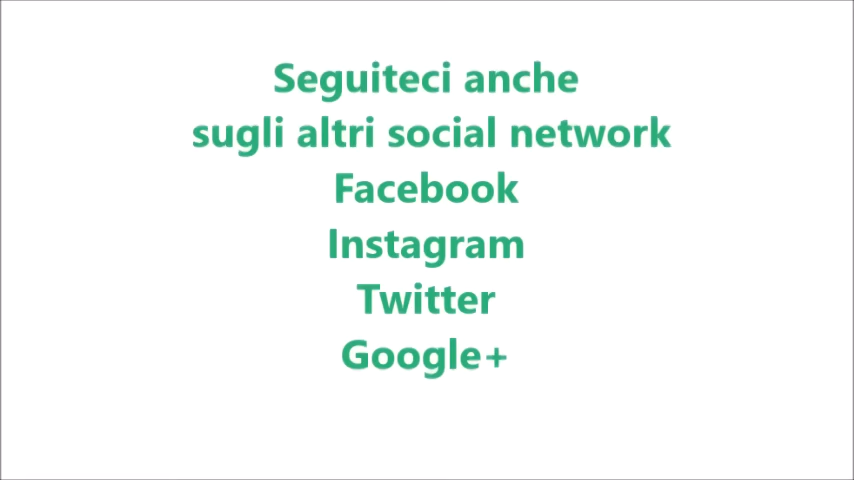 Seguiteci anche
sugli altri social network
Facebook
Instagram
Twitter
Google+